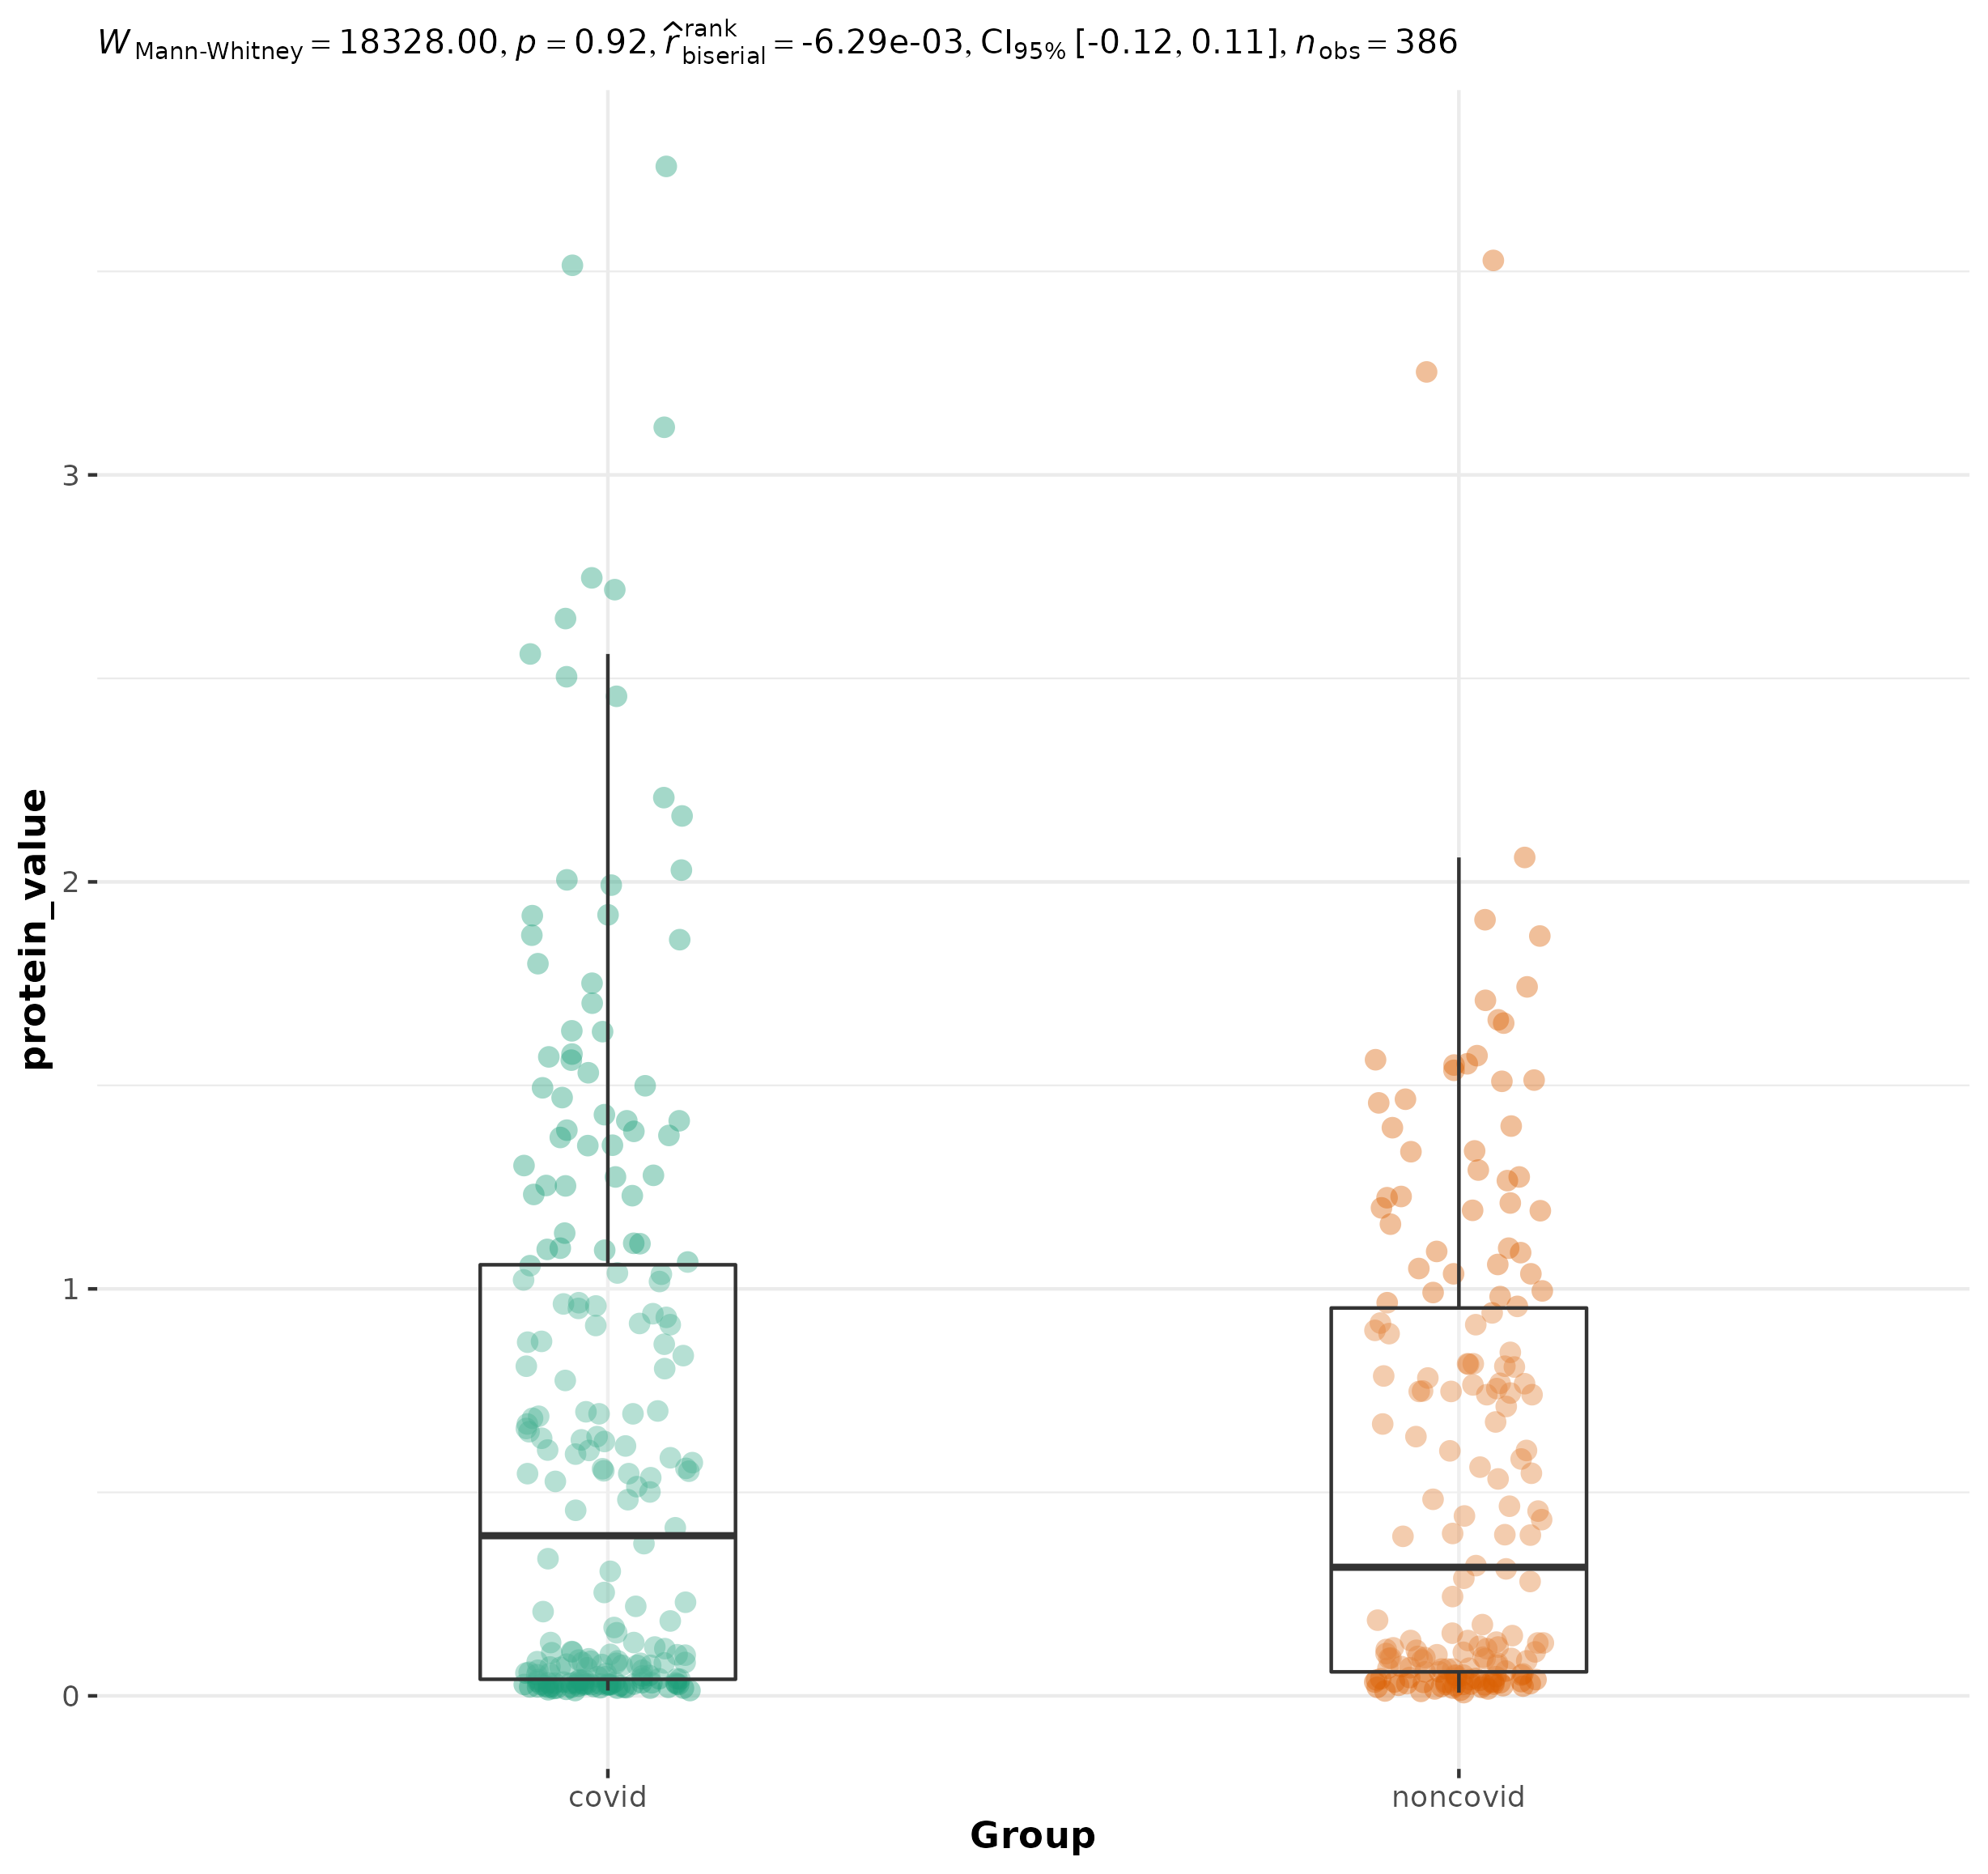 W Mann-Whitney = 18328.00, p = 0.92, r̂ rank biserial = -6.29e-03, CI95% [-0.12, 0.11], nobs = 386
protein_value
3
2
1
0
covid noncovid
Group